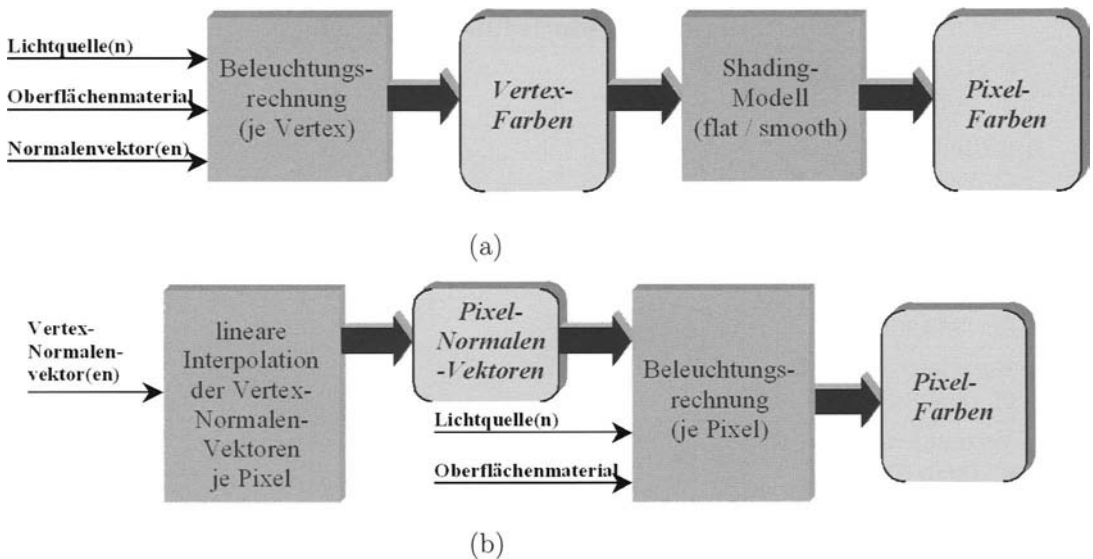 Lichtquelle(n)
Oberflächenmaterial
Normalenvektor(en)
Beleuchtungs-
rechnung
(je Vertex)
Vertex-
Farben
Shading-
Modell
(flat / smooth)
Pixel-
Farben
(a)
Vertex-
Normalen-
vektor(en)
lineare
Interpolation
der Vertex-
Normalen-
Vektoren
je Pixel
Pixel-
Normalen
-Vektoren
Lichtquelle(n)
Oberflächenmaterial
Beleuchtungs-
rechnung
(je Pixel)
Pixel-
Farben
(b)